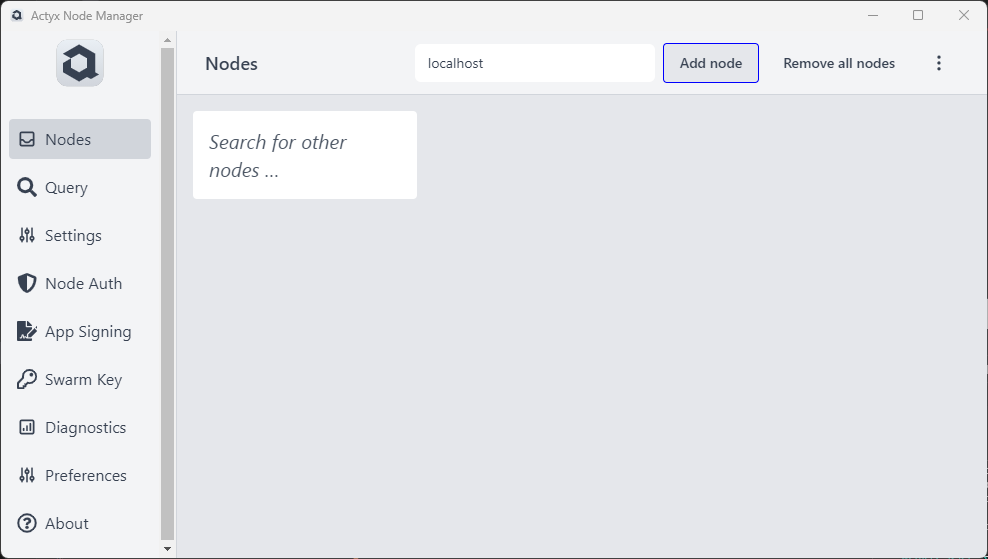 Actyx Node Manager
Nodes
localhost
Add node
Remove all nodes
Nodes
Query
Settings
Node Auth
App Signing
Swarm Key
Diagnostics
Preferences
About
Search for other
nodes ...